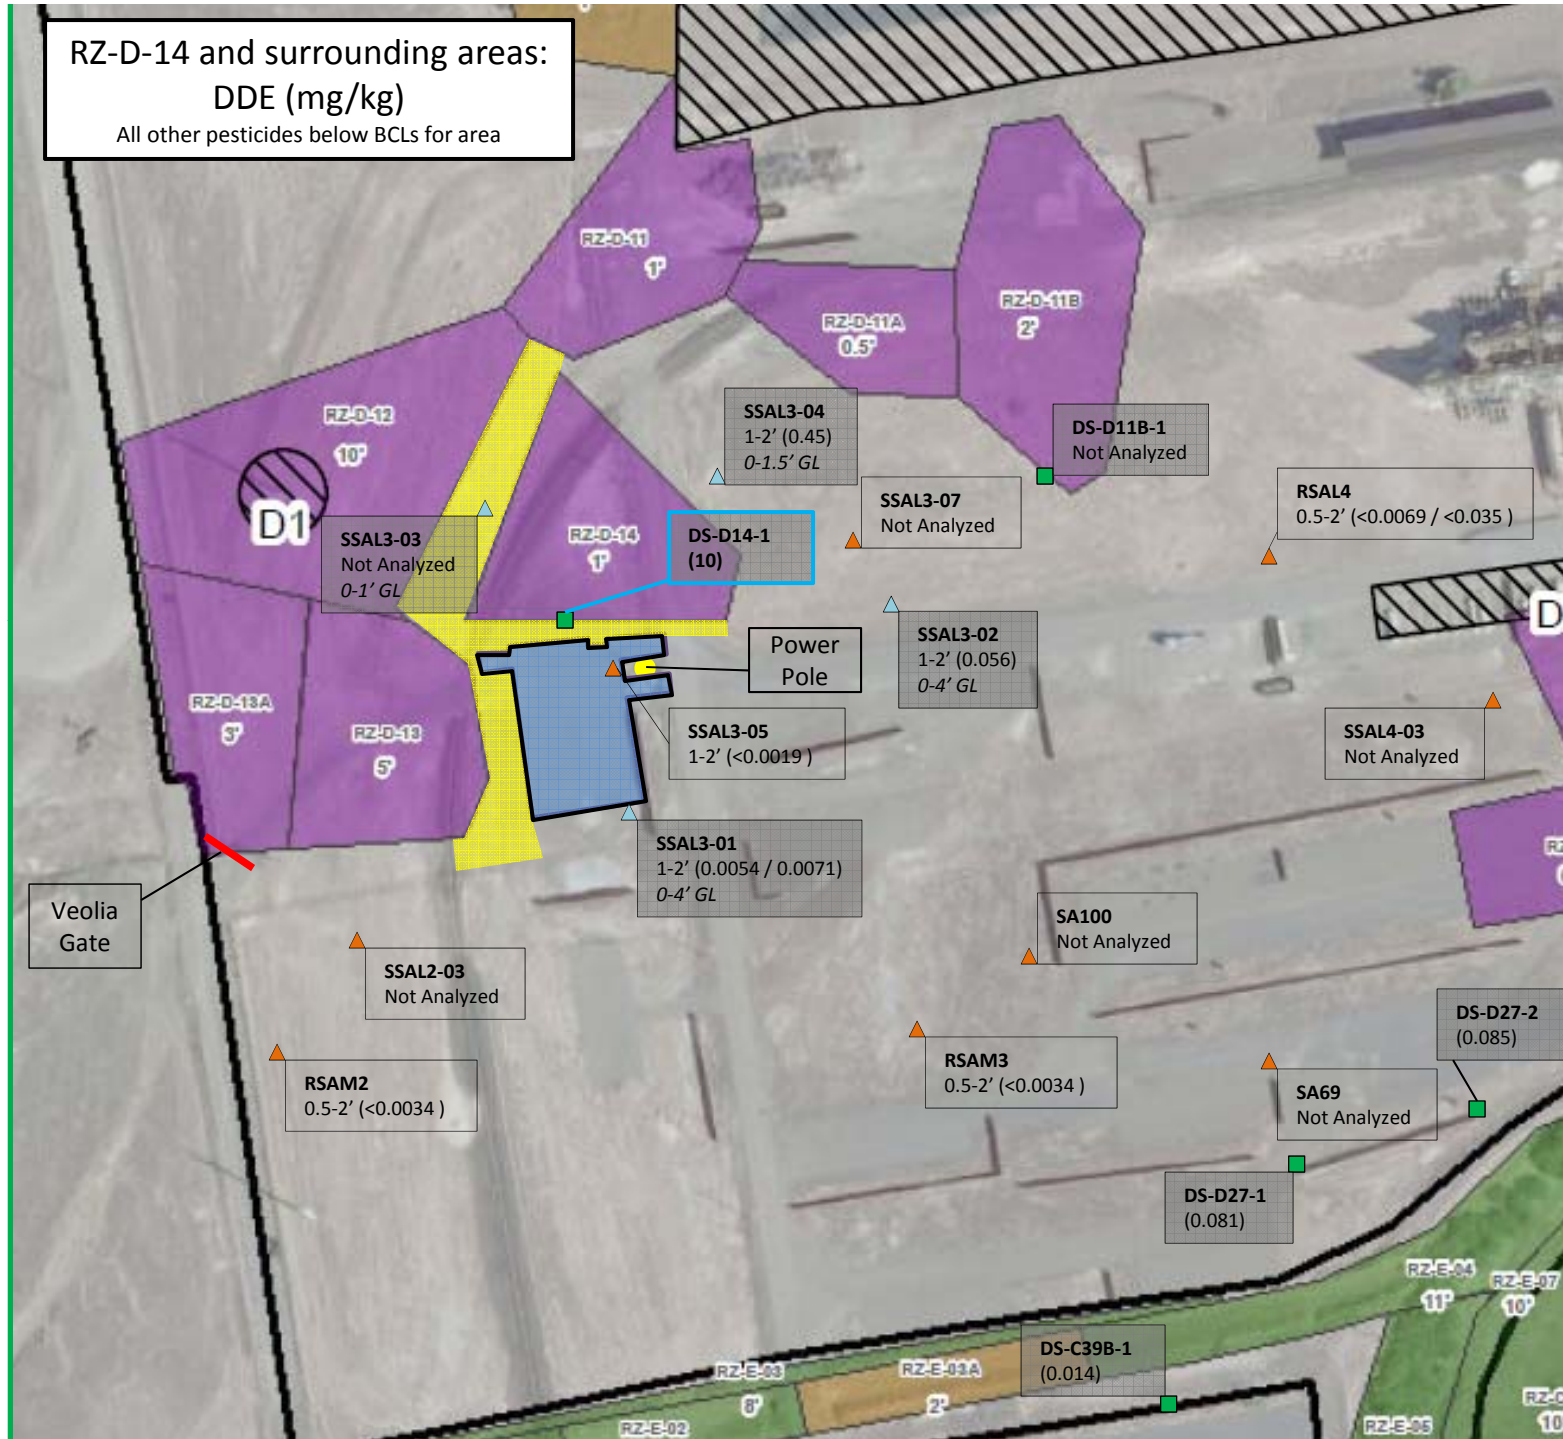 RZ-D-14 and surrounding areas:
DDE (mg/kg)
All other pesticides below BCLs for area
RZ-D-11
1'
RZ-D-11A
0.5'
RZ-D-11B
2'
RZ-D-12
10'
D1
SSAL3-04
1-2' (0.45)
0-1.5' GL
DS-D11B-1
Not Analyzed
SSAL3-07
Not Analyzed
RSAL4
0.5-2' (<0.0069 / <0.035 )
SSAL3-03
Not Analyzed
0-1' GL
RZ-D-14
1'
DS-D14-1
(10)
SSAL3-02
1-2' (0.056)
0-4' GL
D
Power
Pole
RZ-D-13A
3'
RZ-D-13
5'
SSAL3-05
1-2' (<0.0019 )
SSAL4-03
Not Analyzed
SSAL3-01
1-2' (0.0054 / 0.0071)
0-4' GL
RZ
Veolia
Gate
SA100
Not Analyzed
SSAL2-03
Not Analyzed
DS-D27-2
(0.085)
RSAM3
0.5-2' (<0.0034 )
RSAM2
0.5-2' (<0.0034 )
SA69
Not Analyzed
DS-D27-1
(0.081)
RZ-E-04
11'
RZ-E-07
10'
DS-C39B-1
(0.014)
RZ-E-03
8'
RZ-E-03A
2'
RZ-E-02
RZ-E-05
RZ-C
10